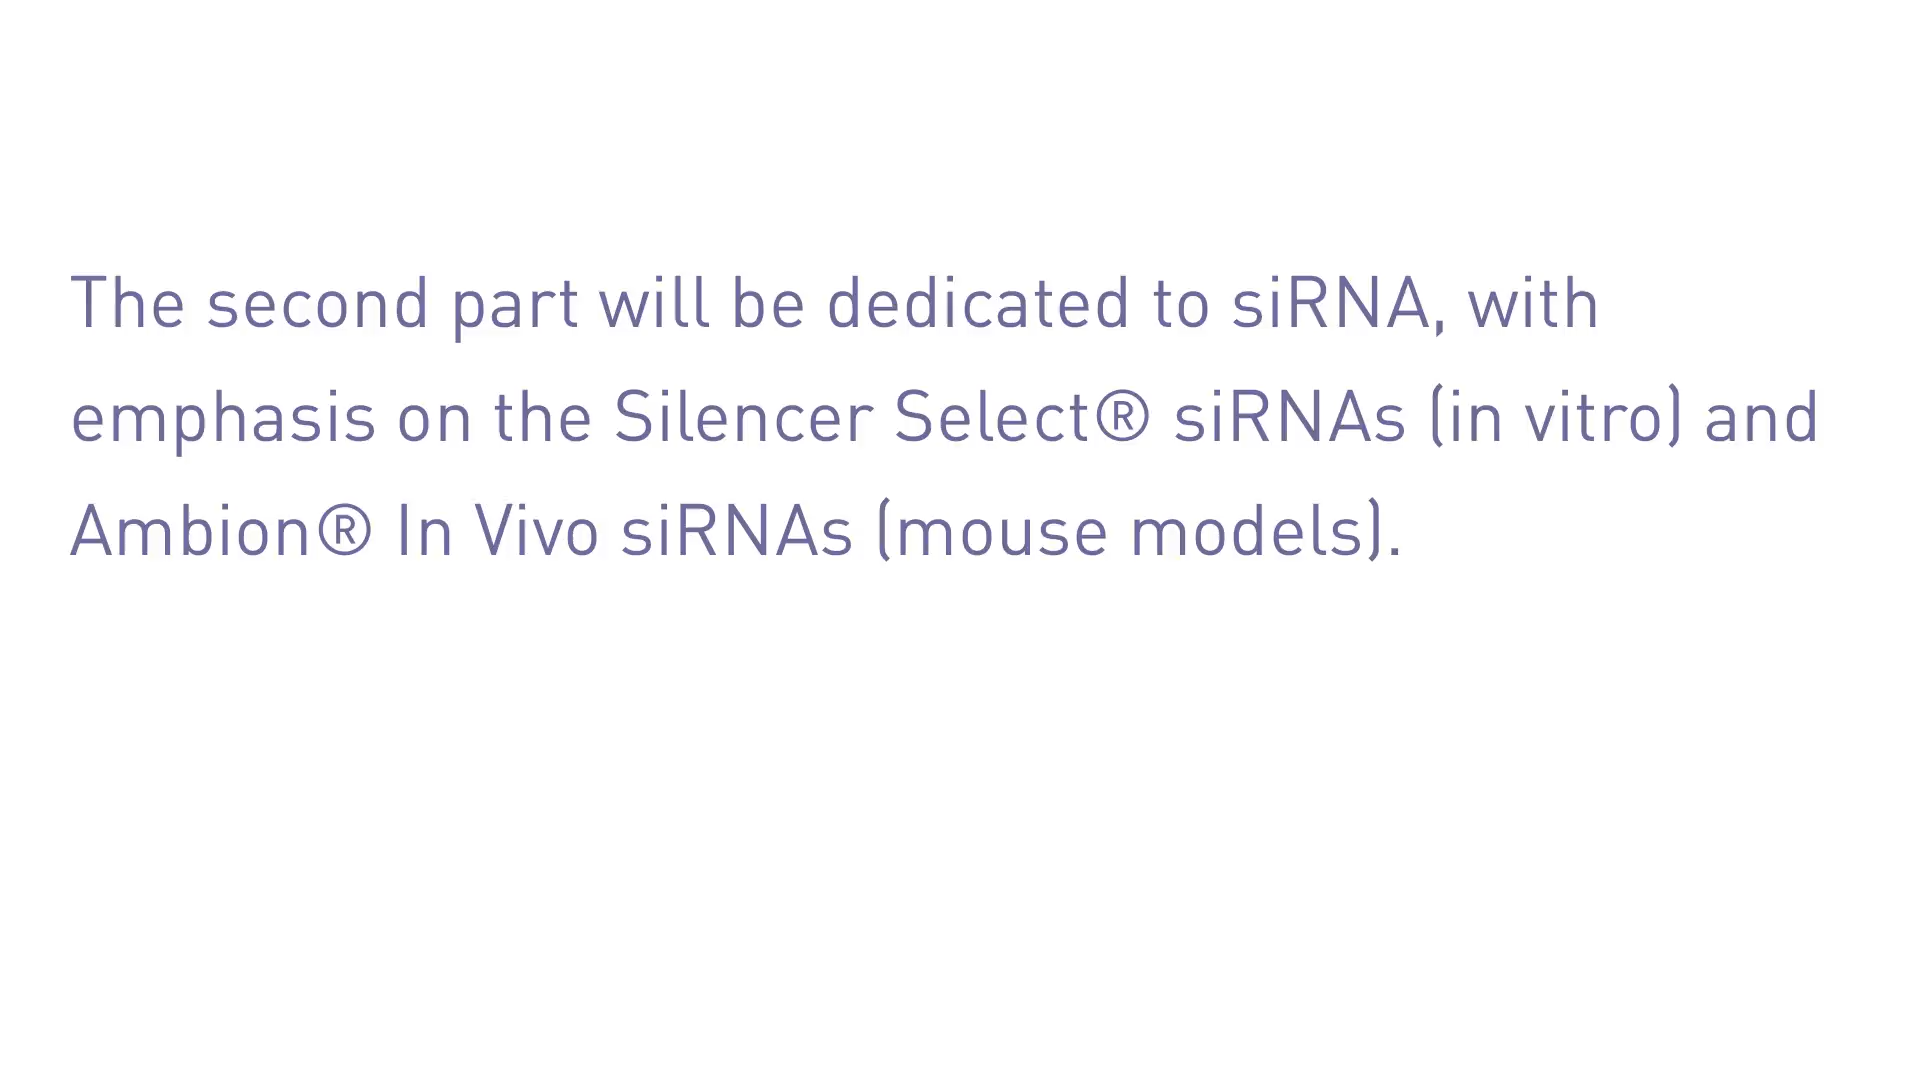 The second part will be dedicated to siRNA, with
emphasis on the Silencer Select® siRNAs (in vitro) and
Ambion® In Vivo siRNAs (mouse models).